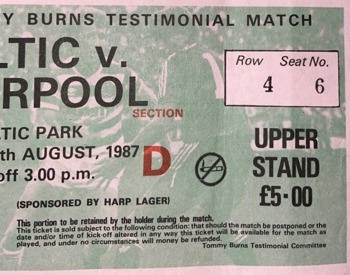 Y BURNS TESTIMONIAL MATCH
LTIC v.
RPOOL
Row Seat No.
4 6
SECTION
TIC PARK
th AUGUST, 1987
D
off 3.00 p.m.
UPPER
STAND
£5·00
(SPONSORED BY HARP LAGER)
This portion to be retained by the holder during the match.
This ticket is sold subject to the following condition: that should the match be postponed or the
date and/or time of kick-off altered in any way this ticket will be available for the match as
played, and under no circumstances will money be refunded.
Tommy Burns Testimonial Committee